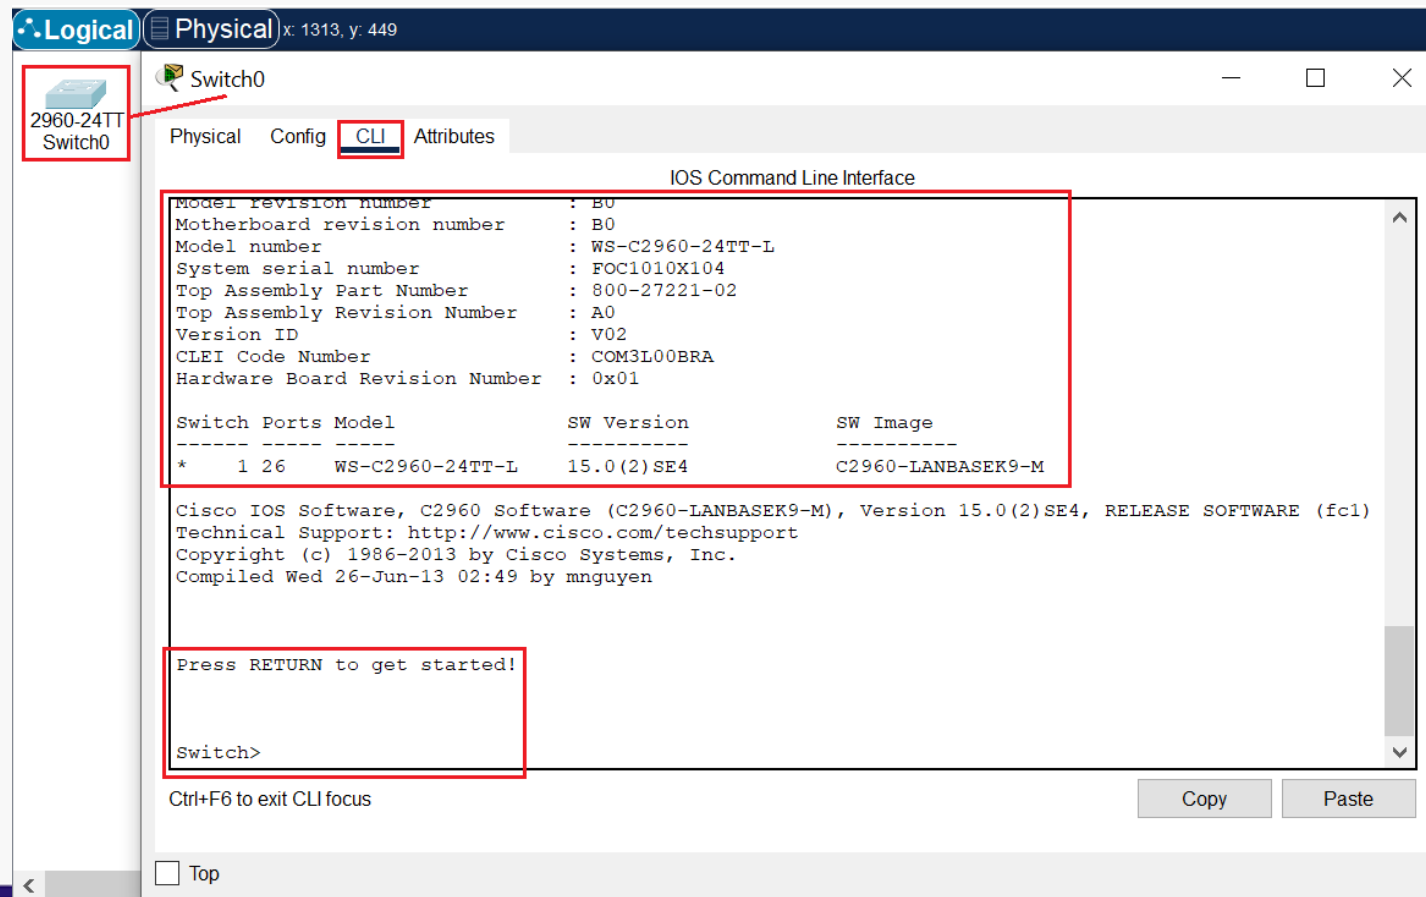 Logical Physical x: 1313, y: 449
2960-24TT
Switch0
Switch0
Physical Config CLI Attributes
IOS Command Line Interface
Model revision number : B0
Motherboard revision number : B0
Model number : WS-C2960-24TT-L
System serial number : FOC1010X104
Top Assembly Part Number : 800-27221-02
Top Assembly Revision Number : A0
Version ID : V02
CLEI Code Number : COM3L00BRA
Hardware Board Revision Number : 0x01
Switch Ports Model SW Version SW Image
------ ----- ----- ---------- ----------
* 1 26 WS-C2960-24TT-L 15.0(2)SE4 C2960-LANBASEK9-M
Cisco IOS Software, C2960 Software (C2960-LANBASEK9-M), Version 15.0(2)SE4, RELEASE SOFTWARE (fc1)
Technical Support: http://www.cisco.com/techsupport
Copyright (c) 1986-2013 by Cisco Systems, Inc.
Compiled Wed 26-Jun-13 02:49 by mnguyen
Press RETURN to get started!
Switch>
Ctrl+F6 to exit CLI focus
Copy Paste
Top